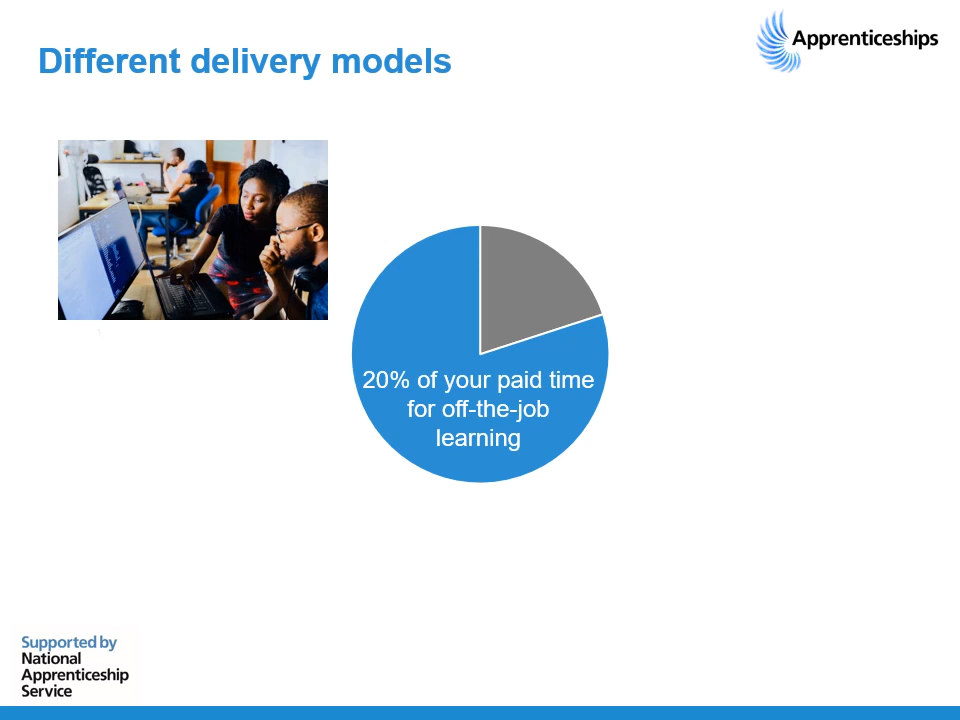 Different delivery models
Apprenticeships
20% of your paid time
for off-the-job
learning
Supported by
National
Apprenticeship
Service